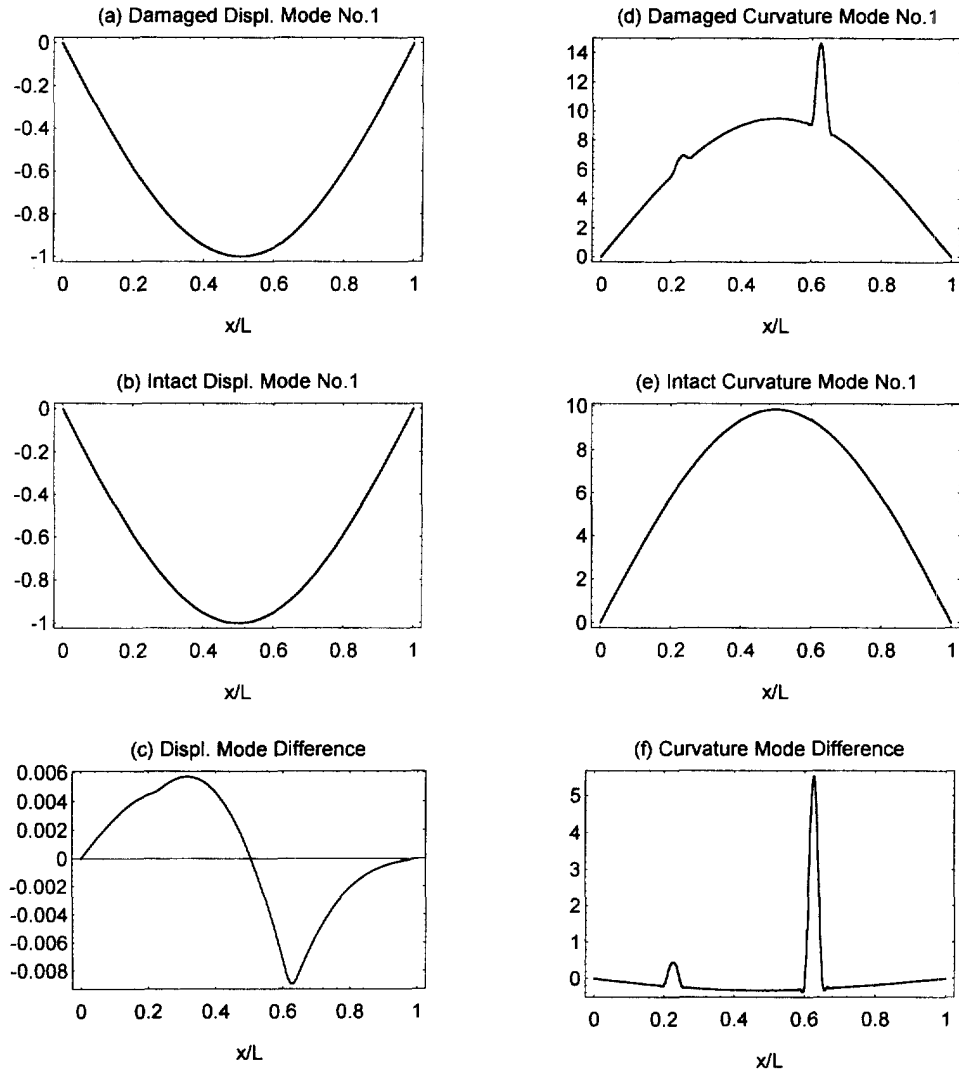 (a) Damaged Displ. Mode No.1
0
-0.2
-0.4
-0.6
-0.8
-1
0 0.2 0.4 0.6 0.8 1
x/L
(d) Damaged Curvature Mode No.1
14
12
10
8
6
4
2
0
0 0.2 0.4 0.6 0.8 1
x/L
(b) Intact Displ. Mode No.1
0
-0.2
-0.4
-0.6
-0.8
-1
0 0.2 0.4 0.6 0.8 1
x/L
(e) Intact Curvature Mode No.1
10
8
6
4
2
0
0 0.2 0.4 0.6 0.8 1
x/L
(c) Displ. Mode Difference
0.006
0.004
0.002
0
-0.002
-0.004
-0.006
-0.008
0 0.2 0.4 0.6 0.8 1
x/L
(f) Curvature Mode Difference
5
4
3
2
1
0
0 0.2 0.4 0.6 0.8 1
x/L